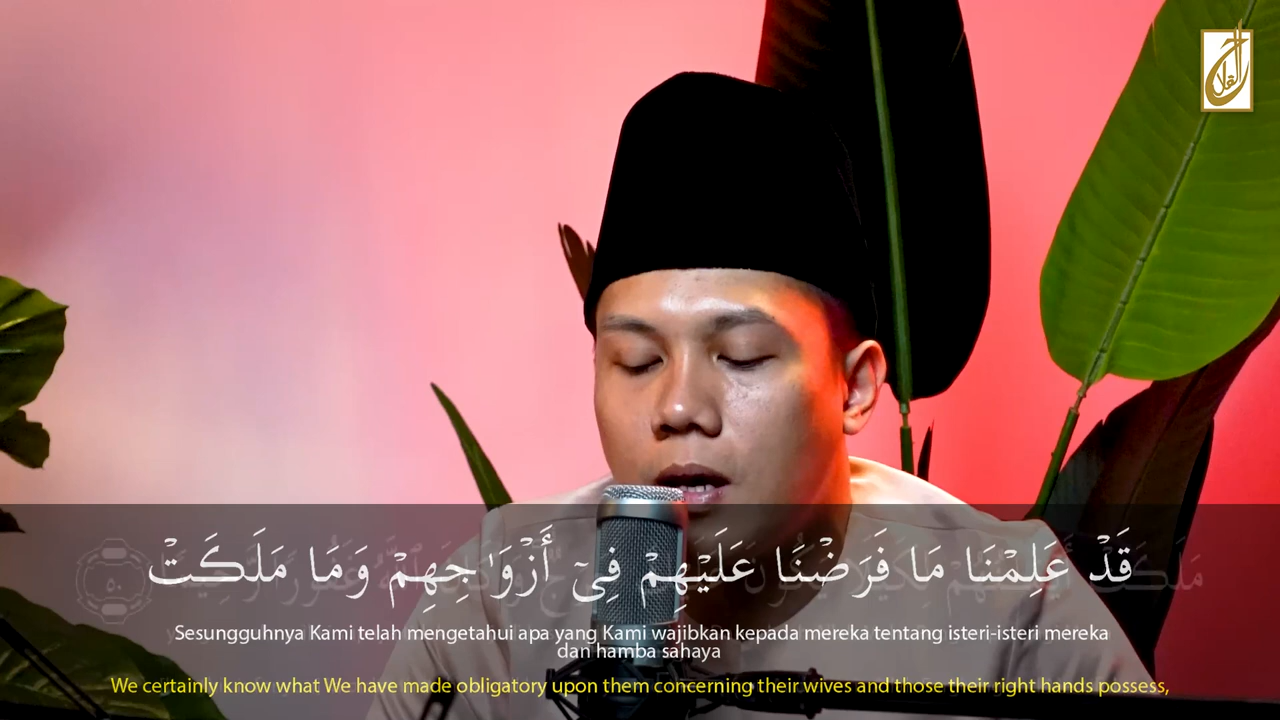 قَدْ عَلِمْنَا مَا فَرَضْنَا عَلَيْهِمْ فِىٓ أَزْوَٰجِهِمْ وَمَا مَلَكَتْ
Sesungguhnya Kami telah mengetahui apa yang Kami wajibkan kepada mereka tentang isteri-isteri mereka
dan hamba sahaya
We certainly know what We have made obligatory upon them concerning their wives and those their right hands possess,